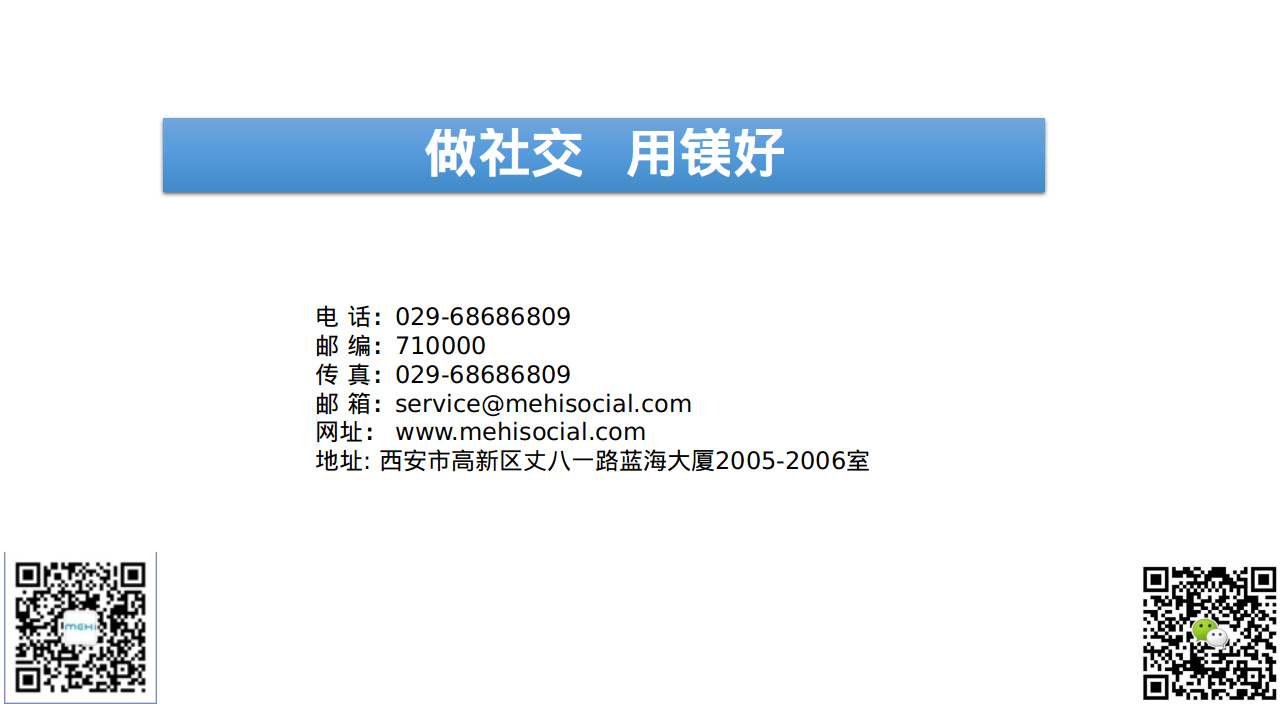 做社交 用镁好
电 话：029-68686809
邮 编：710000
传 真：029-68686809
邮 箱：service@mehisocial.com
网址： www.mehisocial.com
地址: 西安市高新区丈八一路蓝海大厦2005-2006室
mehi